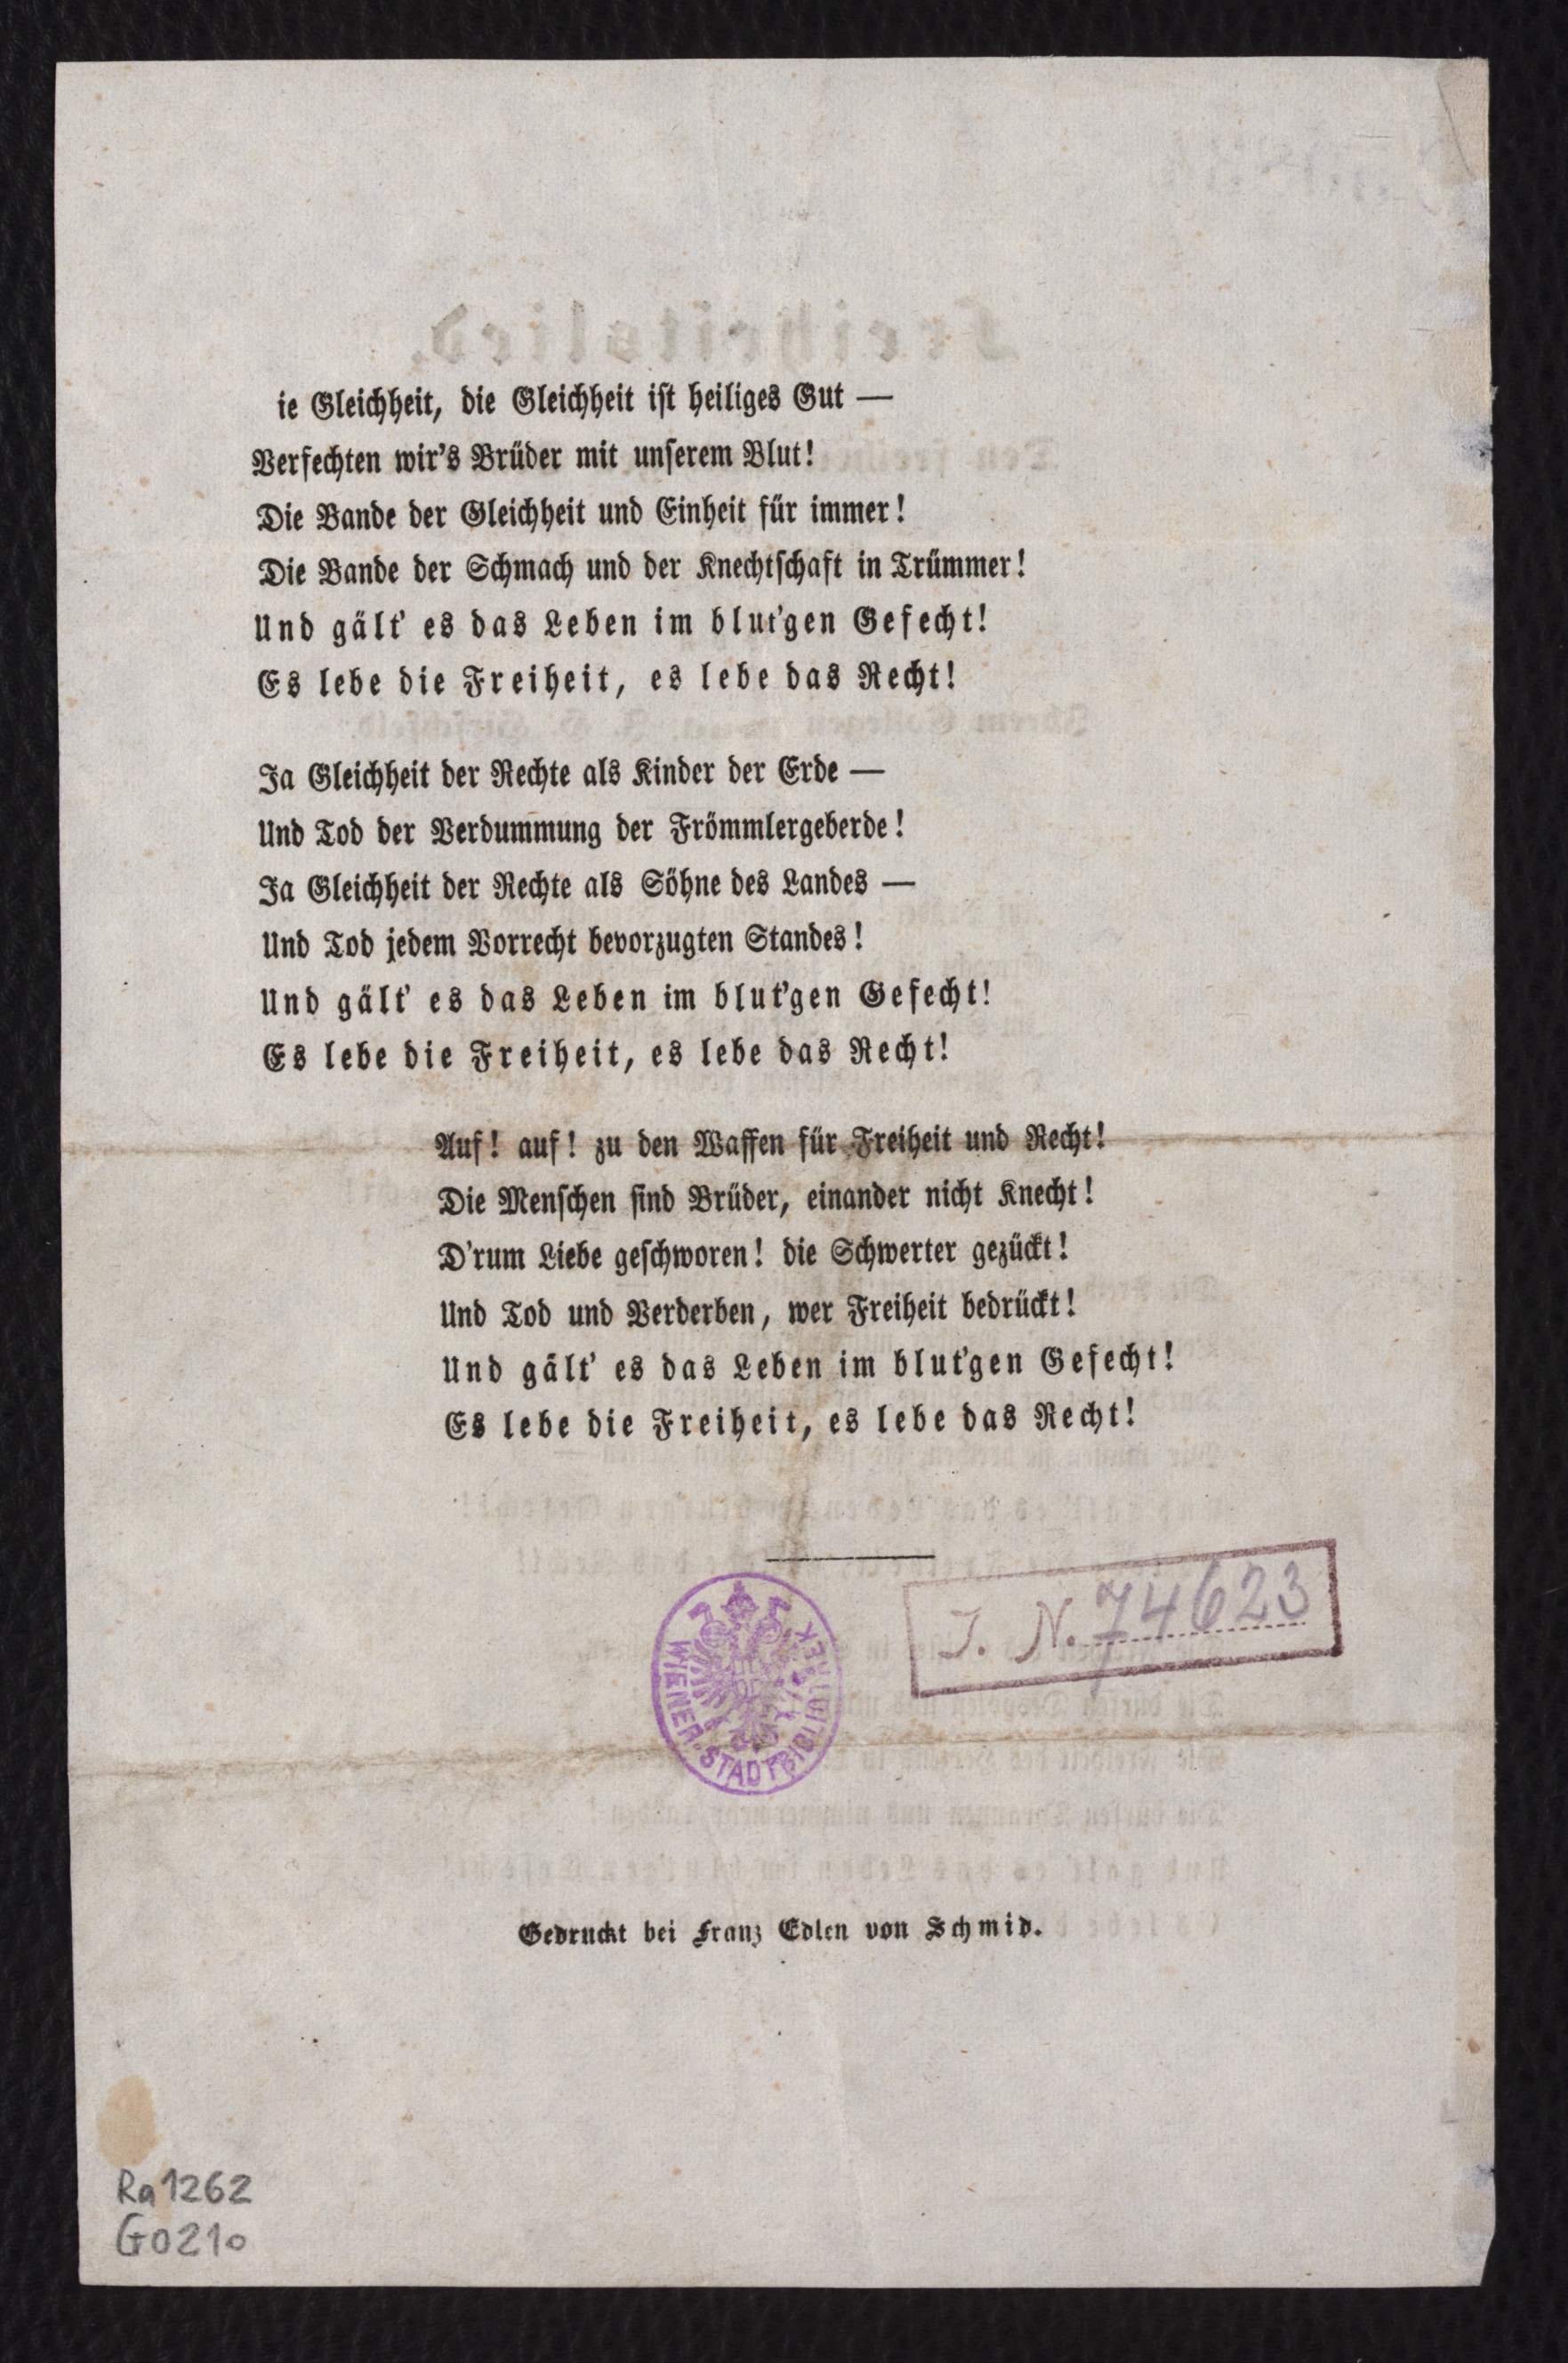 ie Gleichheit, die Gleichheit ist heiliges Gut —
Verfechten wir's Brüder mit unserem Blut!
Die Bande der Gleichheit und Einheit für immer!
Die Bande der Schmach und der Knechtschaft in Trümmer!
Und gält' es das Leben im blut'gen Gefecht!
Es lebe die Freiheit, es lebe das Recht!
Ja Gleichheit der Rechte als Kinder der Erde —
Und Tod der Verdummung der Frömmlergeberde!
Ja Gleichheit der Rechte als Söhne des Landes —
Und Tod jedem Vorrecht bevorzugten Standes!
Und gält' es das Leben im blut'gen Gefecht!
Es lebe die Freiheit, es lebe das Recht!
Auf! auf! zu den Waffen für Freiheit und Recht!
Die Menschen sind Brüder, einander nicht Knecht!
D'rum Liebe geschworen! die Schwerter gezückt!
Und Tod und Verderben, wer Freiheit bedrückt!
Und gält' es das Leben im blut'gen Gefecht!
Es lebe die Freiheit, es lebe das Recht!
J. N. 74623
WIENER STADTBIBLIOTHEK
Gedruckt bei Franz Edlen von Schmid.
Ra 1262
G0210